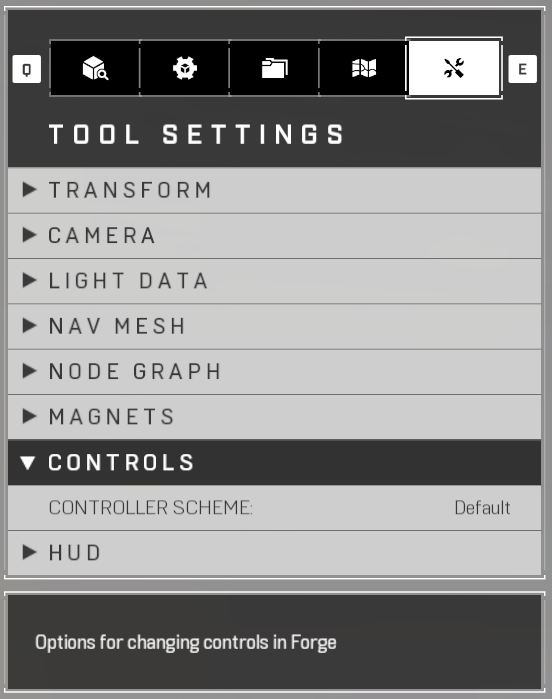 Q
E
TOOL SETTINGS
TRANSFORM
CAMERA
LIGHT DATA
NAV MESH
NODE GRAPH
MAGNETS
CONTROLS
CONTROLLER SCHEME: Default
HUD
Options for changing controls in Forge